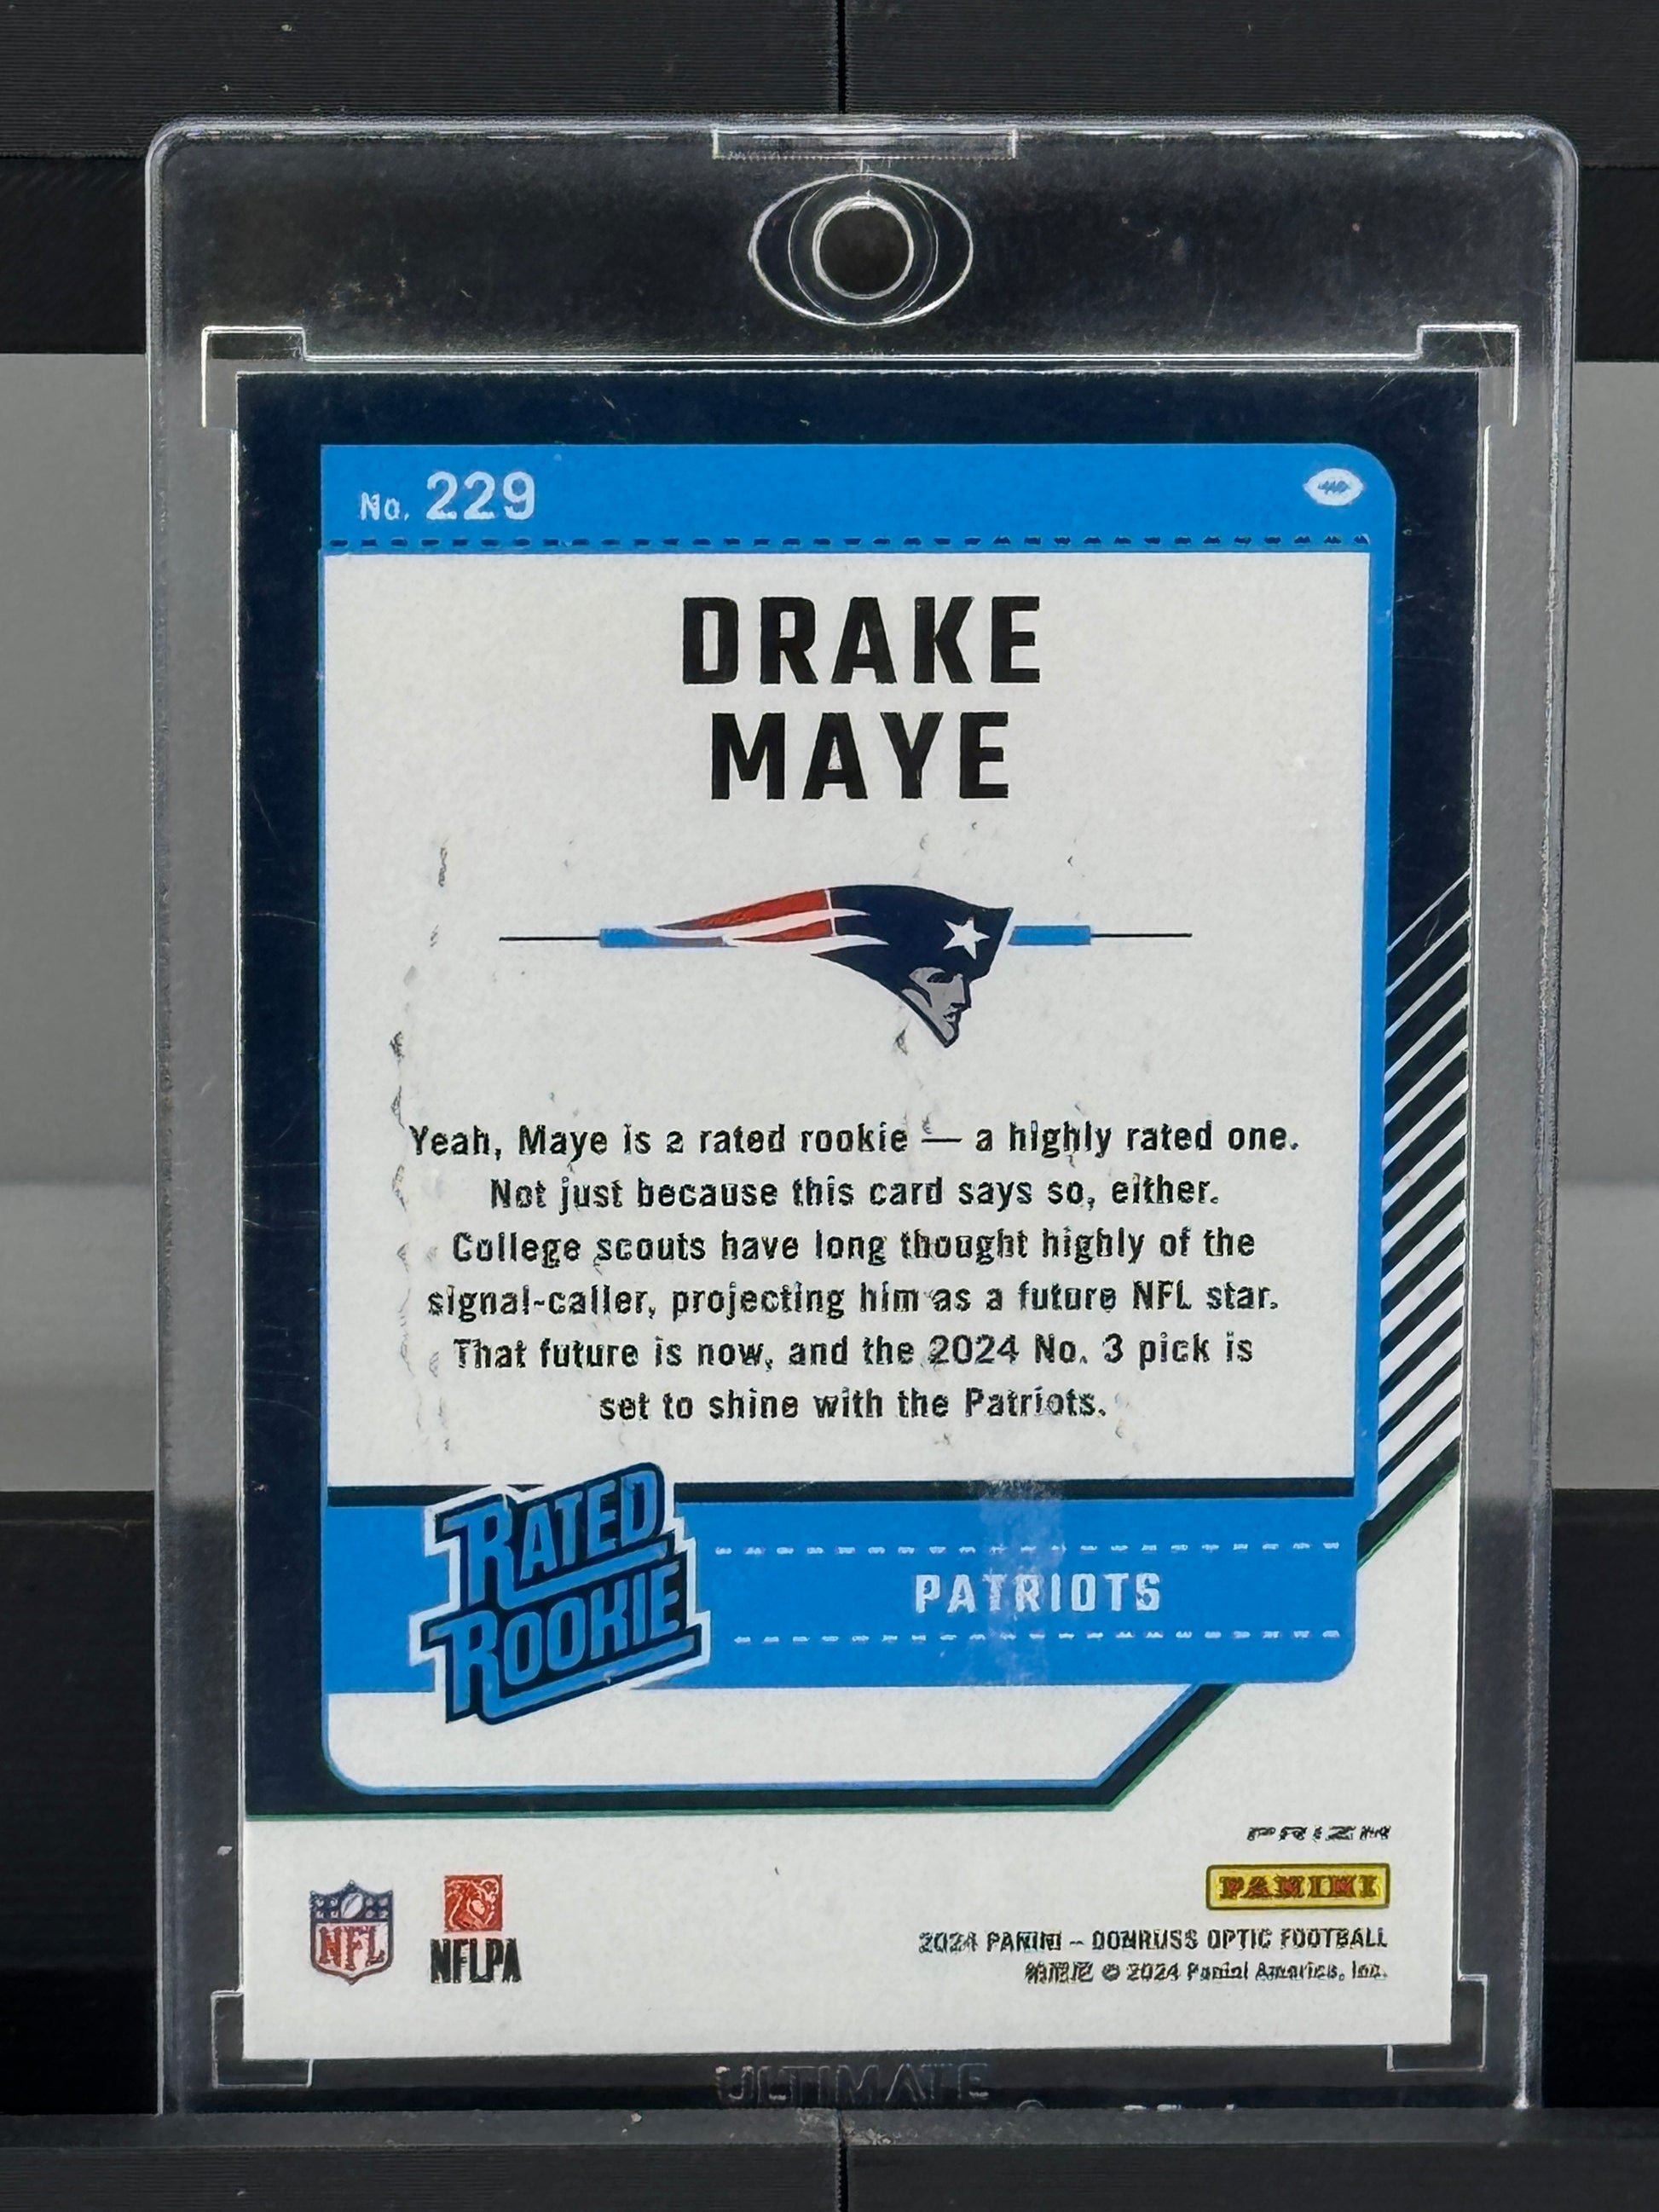 No. 229
DRAKE
MAYE
Yeah, Maye is a rated rookie — a highly rated one.
Not just because this card says so, either.
College scouts have long thought highly of the
signal-caller, projecting him as a future NFL star.
That future is now, and the 2024 No. 3 pick is
set to shine with the Patriots.
RATED
ROOKIE
PATRIOTS
PRIZM
PANINI
NFL
NFLPA
2024 PANINI – DONRUSS OPTIC FOOTBALL
© 2024 Panini America, Inc.
ULTIMATE